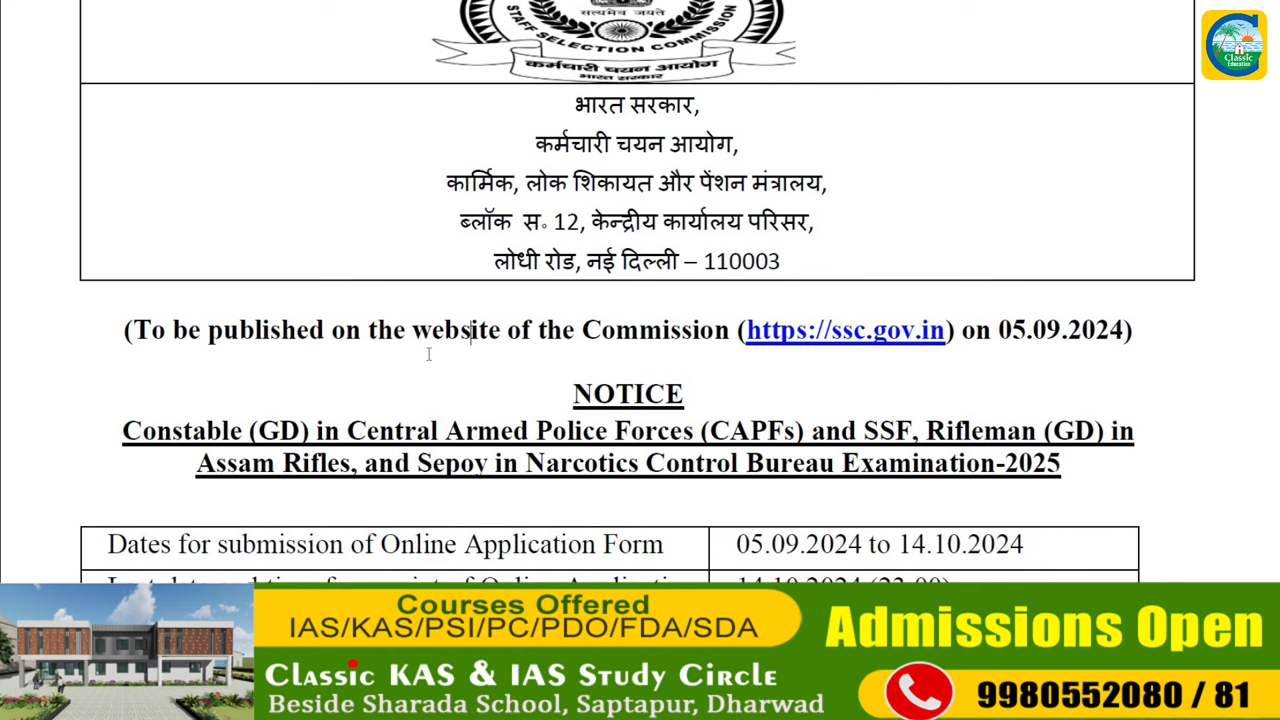 सत्यमेव जयते
STAFF SELECTION COMMISSION
कर्मचारी चयन आयोग
भारत सरकार
Classic
Education
भारत सरकार,
कर्मचारी चयन आयोग,
कार्मिक, लोक शिकायत और पेंशन मंत्रालय,
ब्लॉक स॰ 12, केन्द्रीय कार्यालय परिसर,
लोधी रोड, नई दिल्ली – 110003
(To be published on the website of the Commission (https://ssc.gov.in) on 05.09.2024)
NOTICE
Constable (GD) in Central Armed Police Forces (CAPFs) and SSF, Rifleman (GD) in
Assam Rifles, and Sepoy in Narcotics Control Bureau Examination-2025
Dates for submission of Online Application Form 05.09.2024 to 14.10.2024
Courses Offered
IAS/KAS/PSI/PC/PDO/FDA/SDA
Classic KAS & IAS Study Circle
Beside Sharada School, Saptapur, Dharwad
Admissions Open
9980552080 / 81